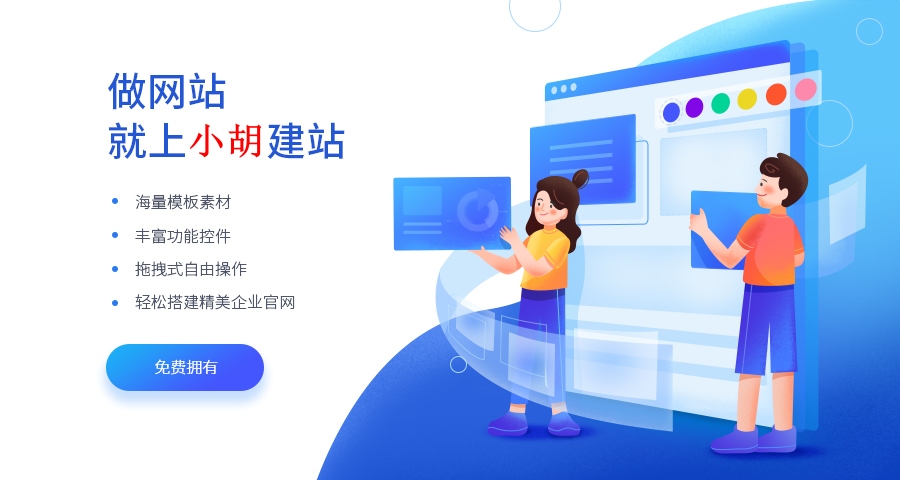 做网站
就上小胡建站
海量模板素材
丰富功能控件
拖拽式自由操作
轻松搭建精美企业官网
免费拥有